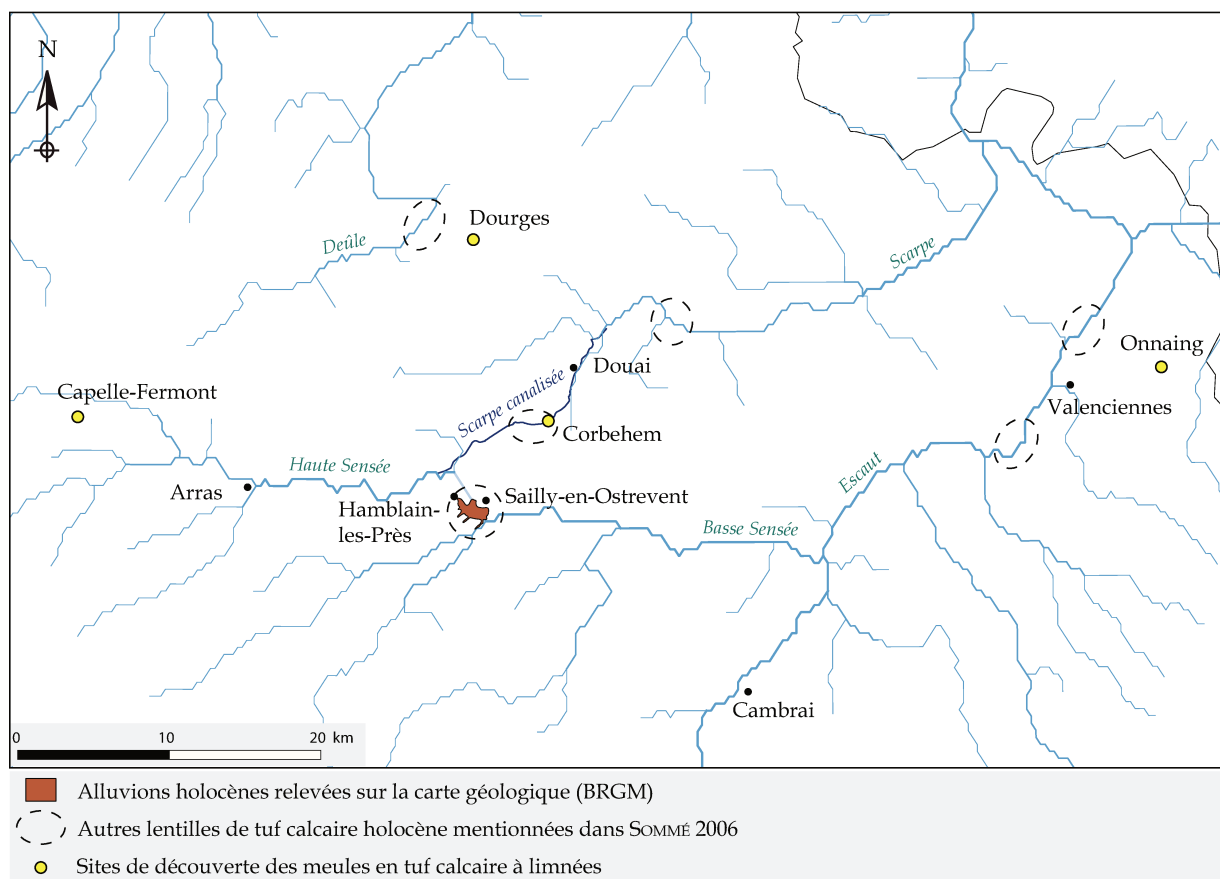 N
Dourges
Deûle
Scarpe
Onnaing
Douai
Valenciennes
Capelle-Fermont
Scarpe canalisée
Corbehem
Haute Sensée
Escaut
Arras
Sailly-en-Ostrevent
Hamblain-
les-Près
Basse Sensée
Cambrai
0 10 20 km
Alluvions holocènes relevées sur la carte géologique (BRGM)
Autres lentilles de tuf calcaire holocène mentionnées dans SOMMÉ 2006
Sites de découverte des meules en tuf calcaire à limnées